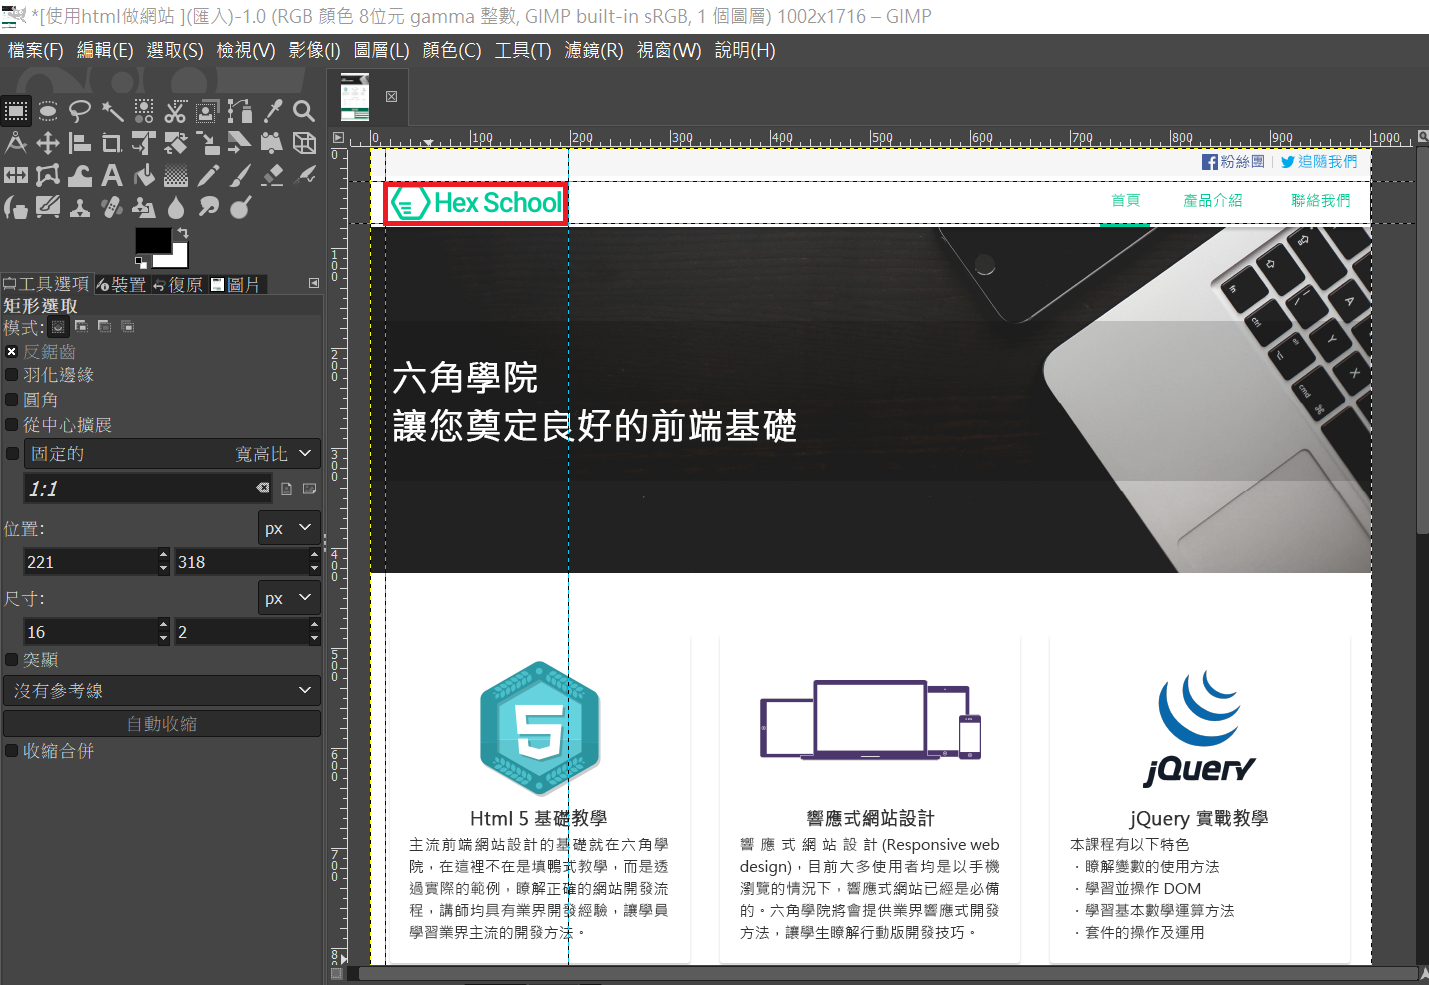 *[使用html做網站 ](匯入)-1.0 (RGB 顏色 8位元 gamma 整數, GIMP built-in sRGB, 1 個圖層) 1002x1716 – GIMP
檔案(F) 編輯(E) 選取(S) 檢視(V) 影像(I) 圖層(L) 顏色(C) 工具(T) 濾鏡(R) 視窗(W) 說明(H)
0 100 200 300 400 500 600 700 800 900 1000
0
100
200
300
400
500
600
700
工具選項 裝置 復原 圖片
矩形選取
模式:
反鋸齒
羽化邊緣
圓角
從中心擴展
固定的 寬高比
1:1
位置: px
221 318
尺寸: px
16 2
突顯
沒有參考線
自動收縮
收縮合併
粉絲團 | 追隨我們
Hex School
首頁 產品介紹 聯絡我們
六角學院
讓您奠定良好的前端基礎
fn
ctrl
cmd
⌘
A
Y
X
5
Html 5 基礎教學
主流前端網站設計的基礎就在六角學
院，在這裡不在是填鴨式教學，而是透
過實際的範例，瞭解正確的網站開發流
程，講師均具有業界開發經驗，讓學員
學習業界主流的開發方法。
響應式網站設計
響應式網站設計(Responsive web
design)，目前大多使用者均是以手機
瀏覽的情況下，響應式網站已經是必備
的。六角學院將會提供業界響應式開發
方法，讓學生瞭解行動版開發技巧。
jQuery
jQuery 實戰教學
本課程有以下特色
．瞭解變數的使用方法
．學習並操作 DOM
．學習基本數學運算方法
．套件的操作及運用